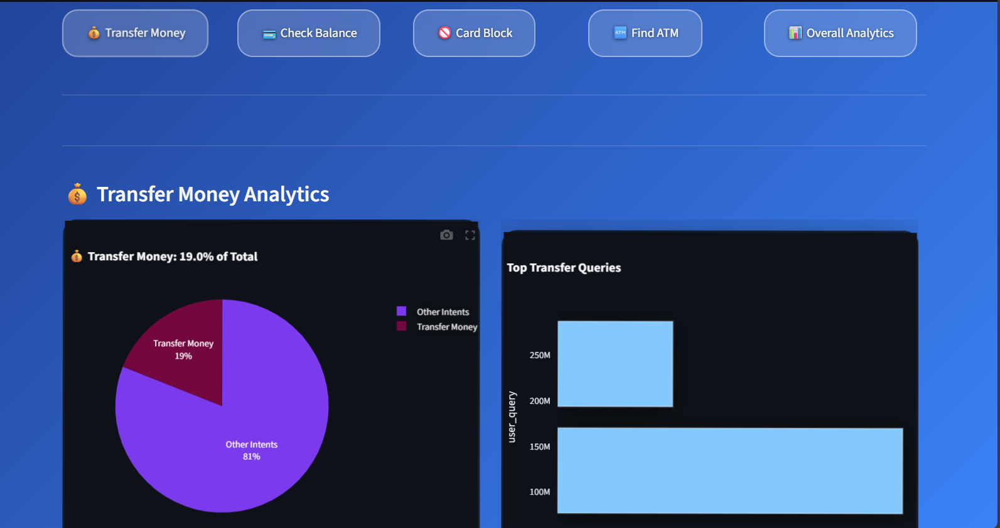 Transfer Money
Check Balance
Card Block
ATM
Find ATM
Overall Analytics
Transfer Money Analytics
Transfer Money: 19.0% of Total
Other Intents
Transfer Money
Transfer Money
19%
Other Intents
81%
Top Transfer Queries
250M
200M
150M
100M
user_query